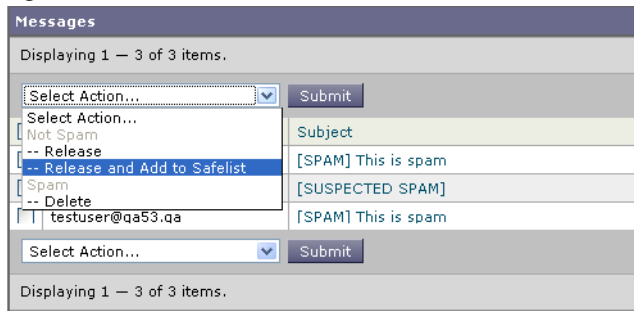 Messages
Displaying 1 — 3 of 3 items.
Select Action...
Submit
Select Action...
Not Spam
-- Release
-- Release and Add to Safelist
Spam
-- Delete
Subject
[SPAM] This is spam
[SUSPECTED SPAM]
testuser@qa53.qa
[SPAM] This is spam
Select Action...
Submit
Displaying 1 — 3 of 3 items.